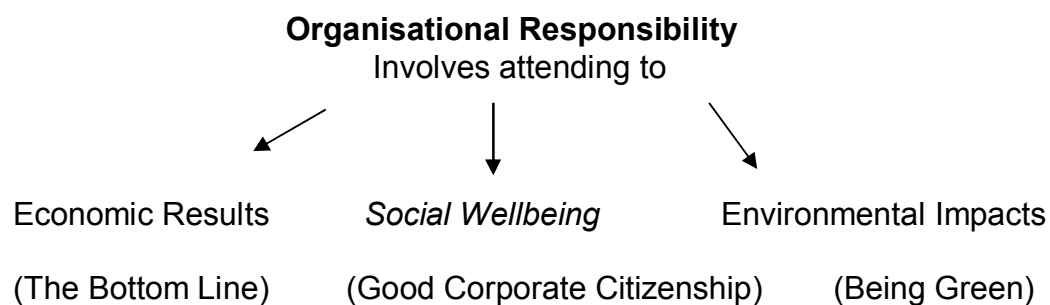 Organisational Responsibility
Involves attending to
Economic Results Social Wellbeing Environmental Impacts
(The Bottom Line) (Good Corporate Citizenship) (Being Green)